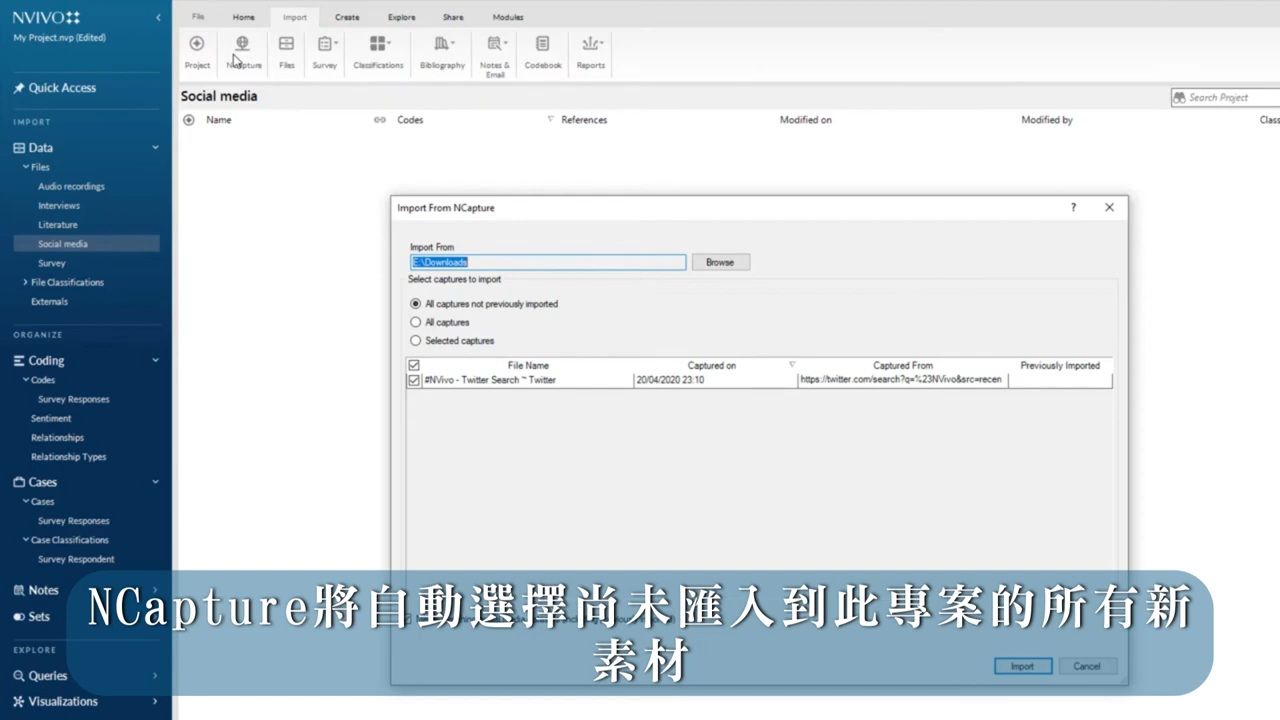 NVIVO
My Project.nvp (Edited)
File Home Import Create Explore Share Modules
Project NCapture Files Survey Classifications Bibliography Notes & Email Codebook Reports
Quick Access
IMPORT
Data
Files
Audio recordings
Interviews
Literature
Social media
Survey
File Classifications
Externals
ORGANIZE
Coding
Codes
Survey Responses
Sentiment
Relationships
Relationship Types
Cases
Cases
Survey Responses
Case Classifications
Survey Respondent
Notes
Sets
EXPLORE
Queries
Visualizations
Social media
Search Project
Name Codes References Modified on Modified by Class
Import From NCapture
?
Import From
E:\Downloads Browse
Select captures to import
All captures not previously imported
All captures
Selected captures
File Name Captured on Captured From Previously Imported
#NVivo - Twitter Search ~ Twitter 20/04/2020 23:10 https://twitter.com/search?q=%23NVivo&src=recen
NCapture將自動選擇尚未匯入到此專案的所有新
素材
Import Cancel